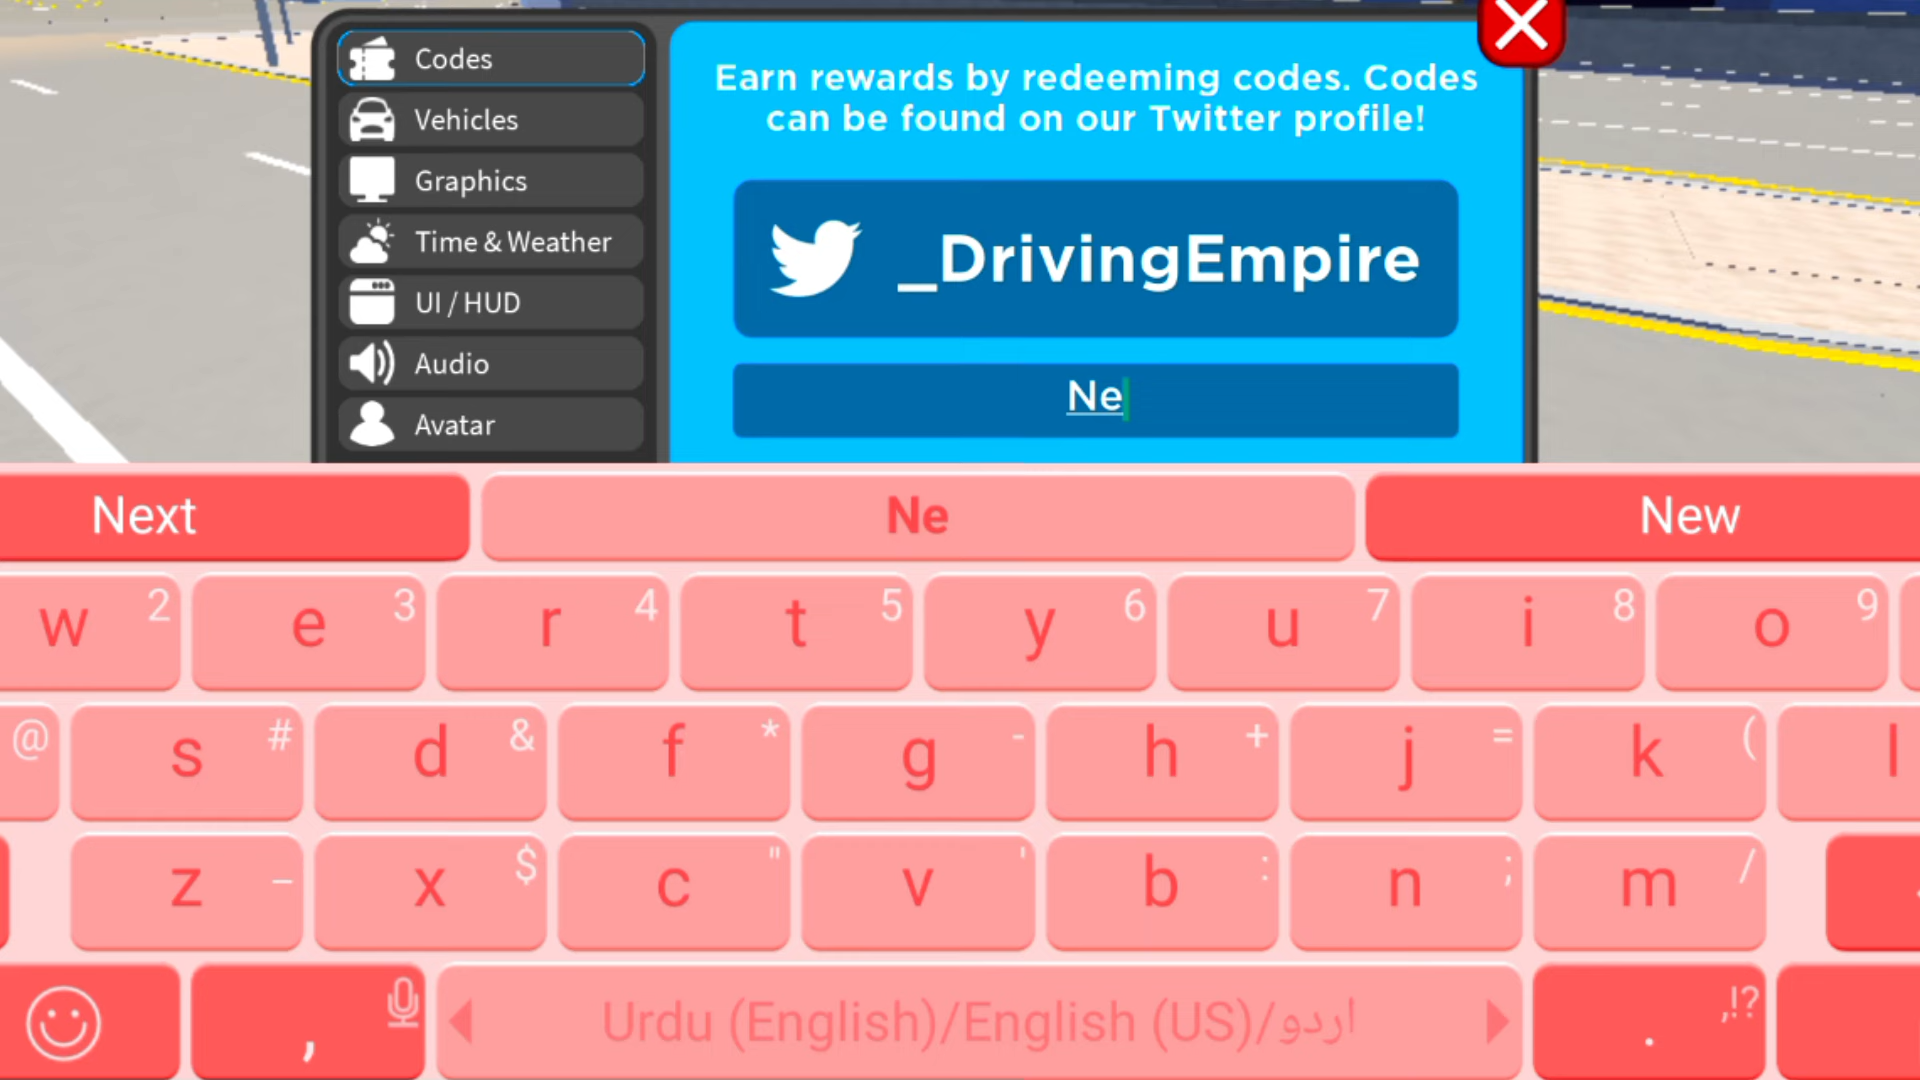 Codes
Vehicles
Graphics
Time & Weather
UI / HUD
Audio
Avatar
Earn rewards by redeeming codes. Codes
can be found on our Twitter profile!
_DrivingEmpire
Ne
Next Ne New
w 2 e 3 r 4 t 5 y 6 u 7 i 8 o 9
@ s # d & f * g - h + j = k ( l
z _ x $ c " v ' b : n ; m /
, Urdu (English)/English (US)/اردو . ,!?